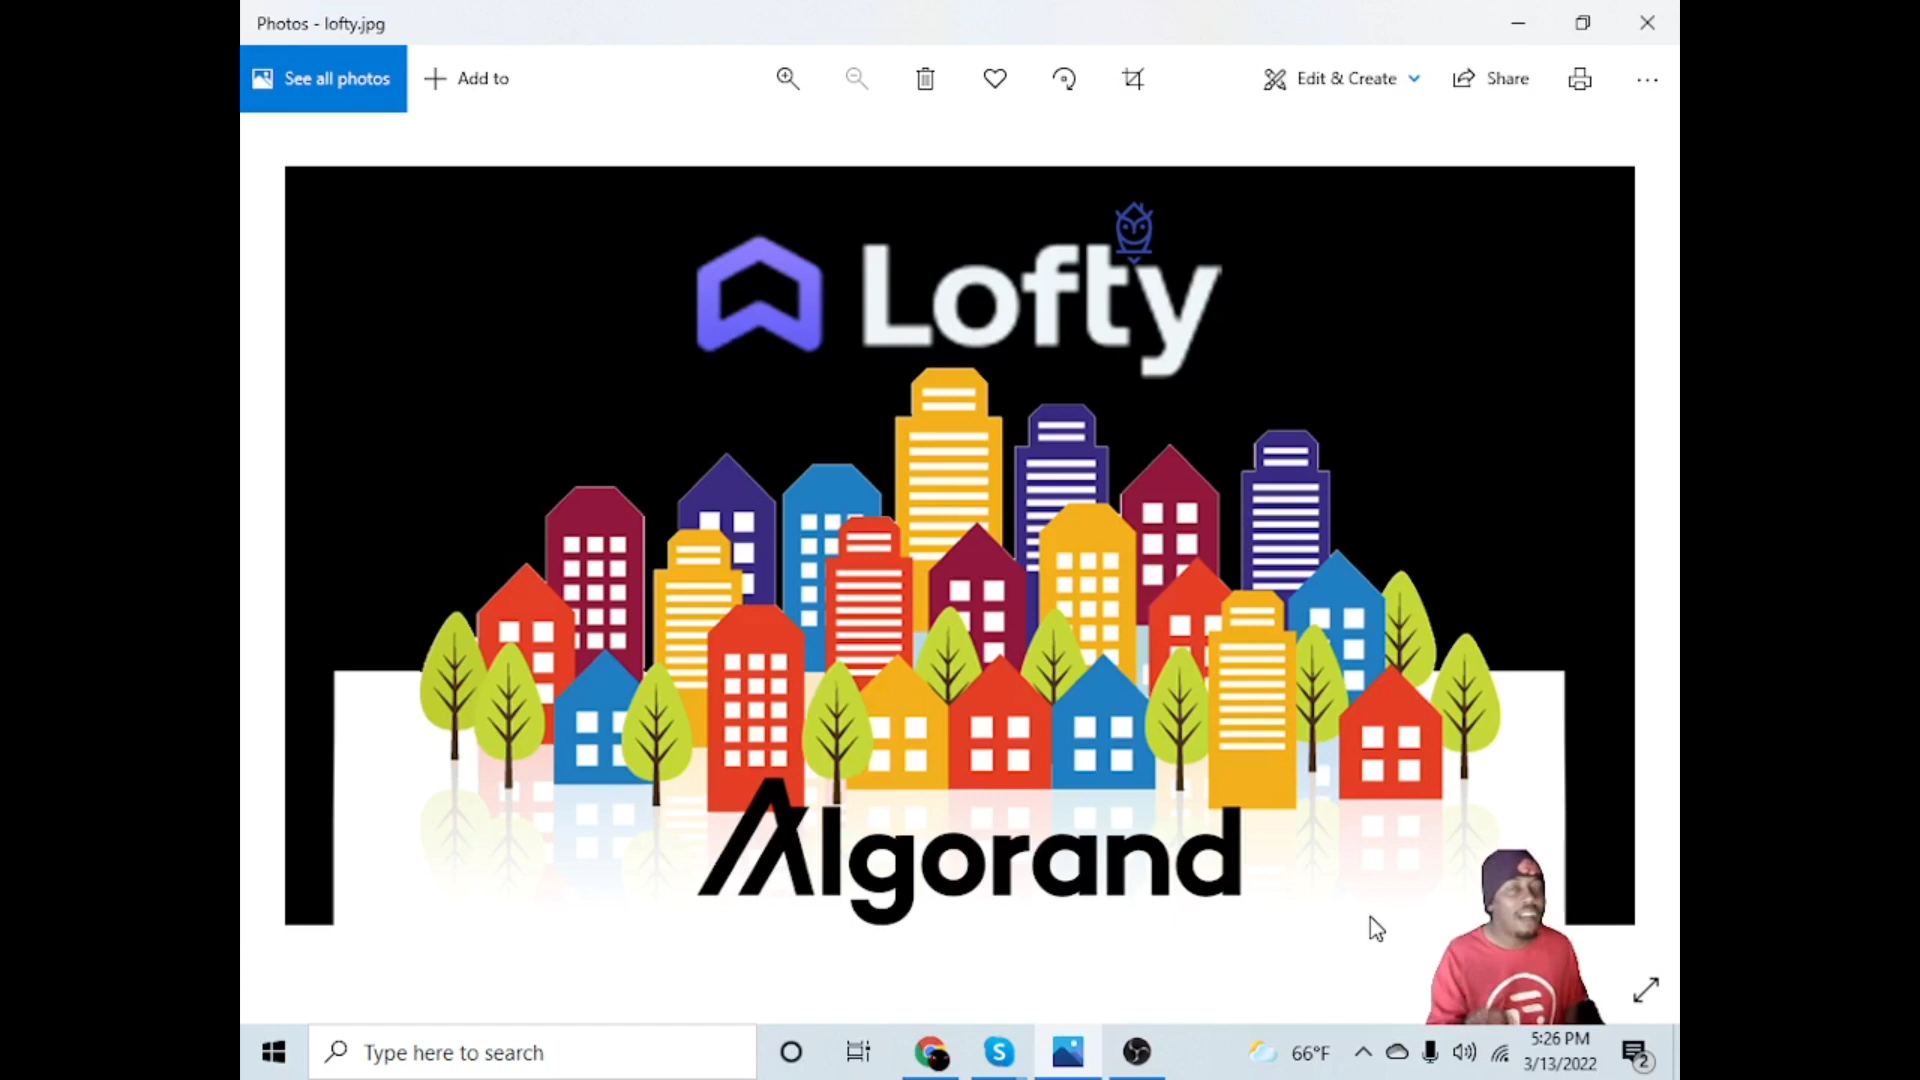 Photos - lofty.jpg
See all photos
Add to
Edit & Create
Share
Lofty
Algorand
Type here to search
66°F
5:26 PM
3/13/2022
2